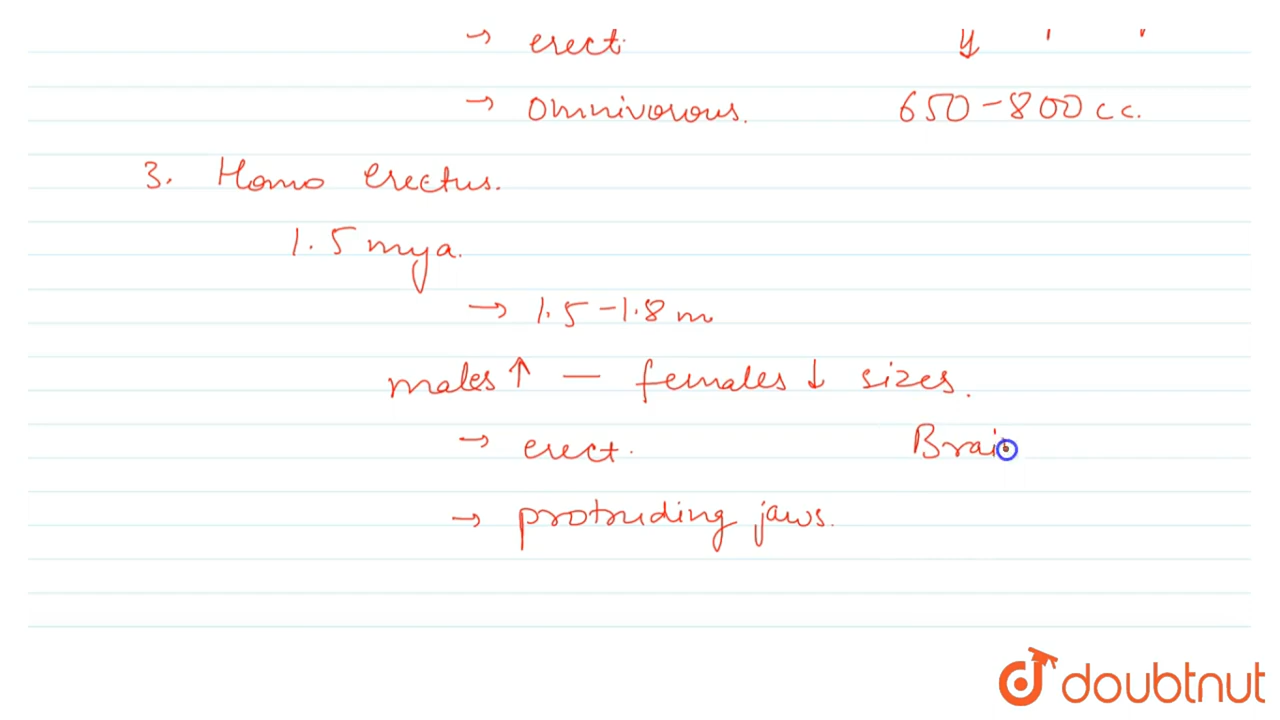 → erect.
→ Omnivorous. 650-800 cc.
3. Homo erectus.
1.5 mya.
→ 1.5-1.8 m
males ↑ — females ↓ sizes.
→ erect. Brai
→ protruding jaws.
doubtnut